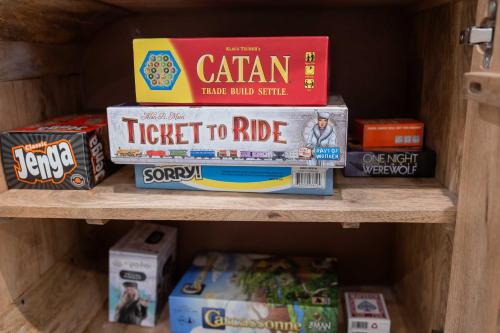 KLAUS TEUBER'S
CATAN
TRADE BUILD SETTLE.
Alan R. Moon
TICKET TO RIDE
DAYS OF WONDER
SORRY!
Classic
Jenga
ONE NIGHT
WEREWOLF
Carcassonne
Z-MAN